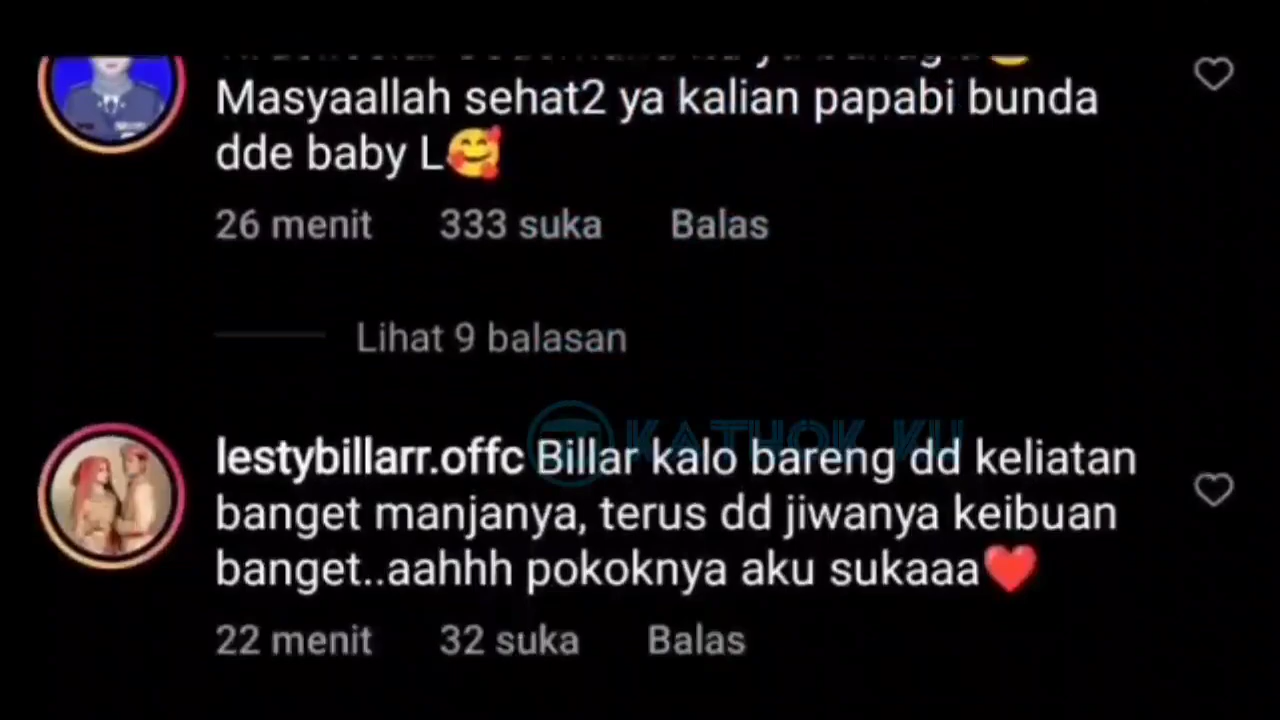 Masyaallah sehat2 ya kalian papabi bunda
dde baby L🥰
26 menit 333 suka Balas
Lihat 9 balasan
KATHOK KU
lestybillarr.offc Billar kalo bareng dd keliatan
banget manjanya, terus dd jiwanya keibuan
banget..aahhh pokoknya aku sukaaa❤️
22 menit 32 suka Balas